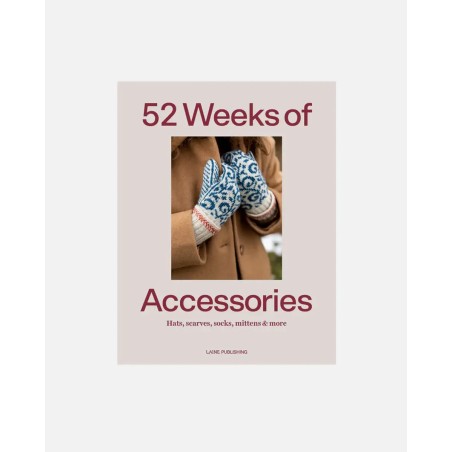 52 Weeks of
Accessories
Hats, scarves, socks, mittens & more
LAINE PUBLISHING